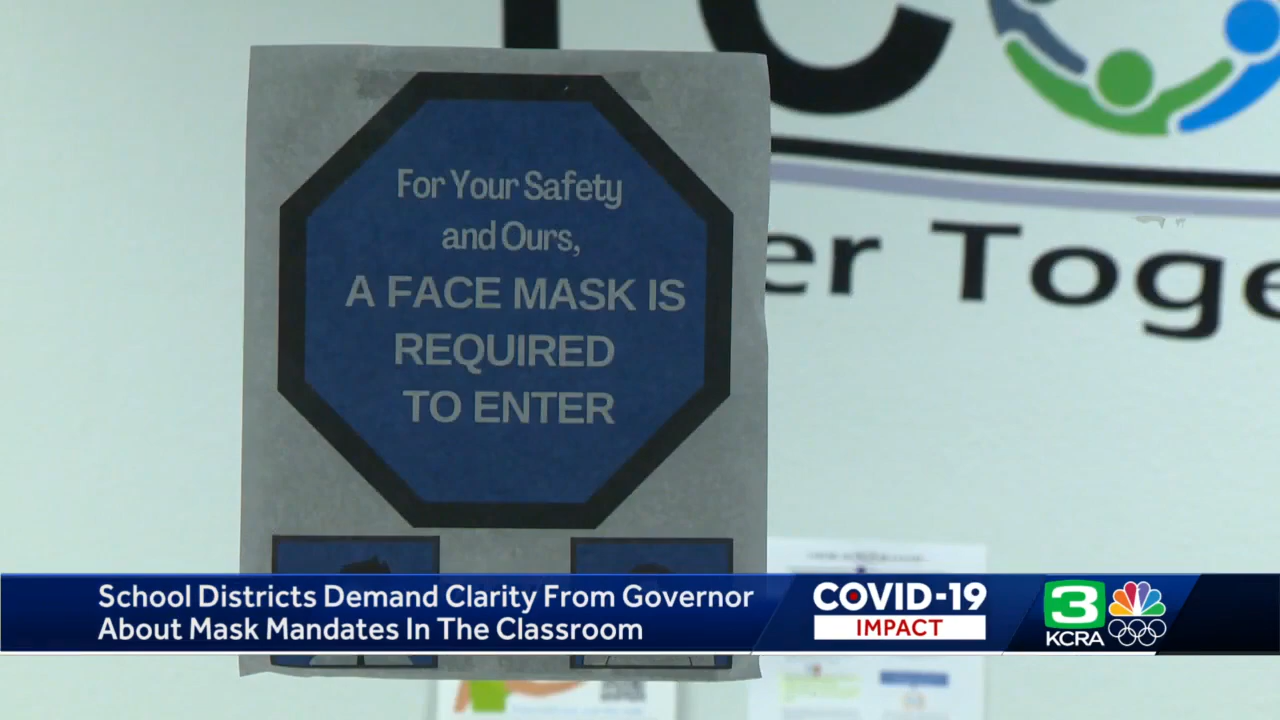 For Your Safety
and Ours,
A FACE MASK IS
REQUIRED
TO ENTER
er Toge
School Districts Demand Clarity From Governor
About Mask Mandates In The Classroom
COVID-19
IMPACT
3
KCRA